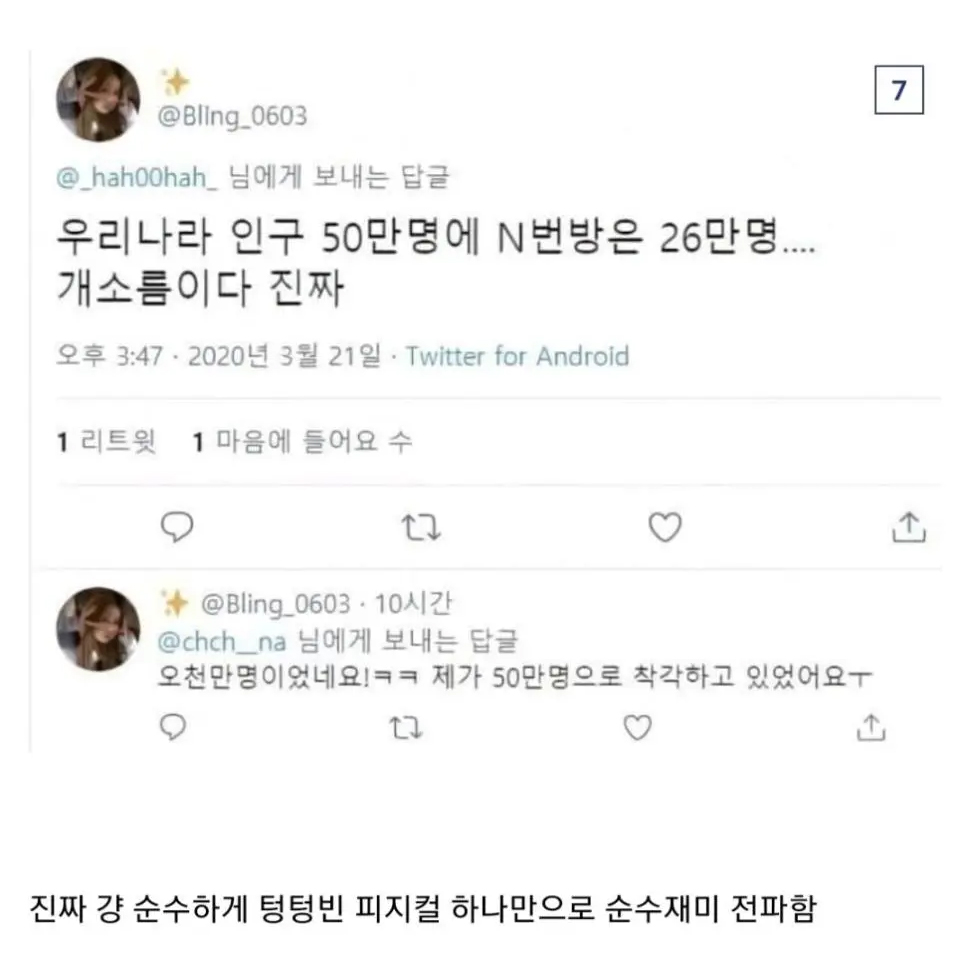 ✨
7
@Bling_0603
@_hah00hah_ 님에게 보내는 답글
우리나라 인구 50만명에 N번방은 26만명....
개소름이다 진짜
오후 3:47 · 2020년 3월 21일 · Twitter for Android
1 리트윗 1 마음에 들어요 수
✨ @Bling_0603 · 10시간
@chch__na 님에게 보내는 답글
오천만명이었네요!ㅋㅋ 제가 50만명으로 착각하고 있었어요ㅜ
진짜 걍 순수하게 텅텅빈 피지컬 하나만으로 순수재미 전파함